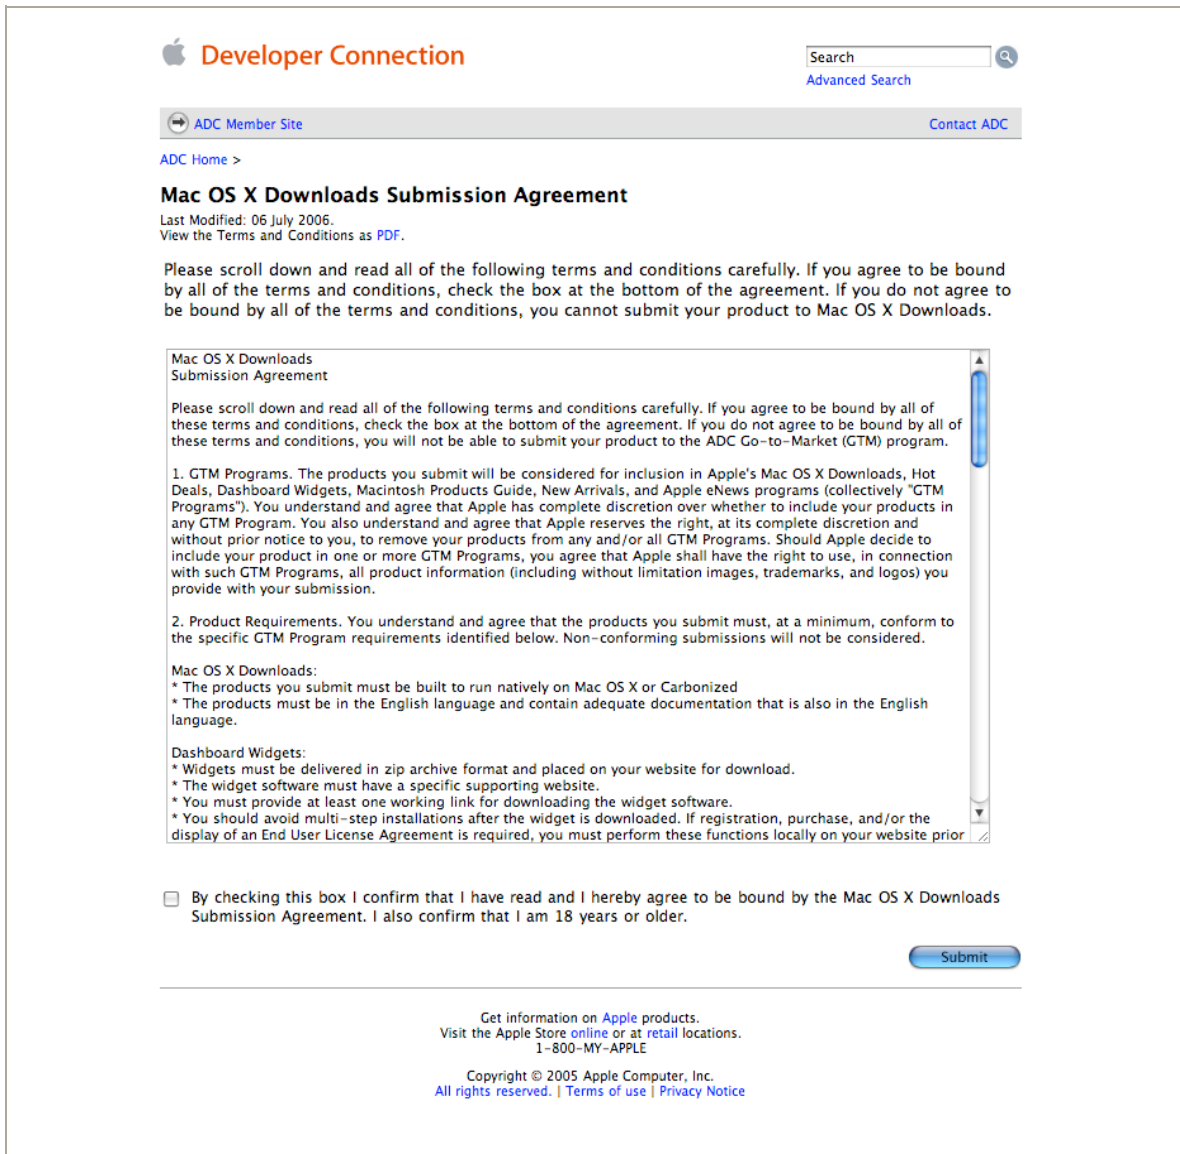 Developer Connection
Search
Advanced Search
ADC Member Site
Contact ADC
ADC Home >
Mac OS X Downloads Submission Agreement
Last Modified: 06 July 2006.
View the Terms and Conditions as PDF.
Please scroll down and read all of the following terms and conditions carefully. If you agree to be bound
by all of the terms and conditions, check the box at the bottom of the agreement. If you do not agree to
be bound by all of the terms and conditions, you cannot submit your product to Mac OS X Downloads.
Mac OS X Downloads
Submission Agreement
Please scroll down and read all of the following terms and conditions carefully. If you agree to be bound by all of
these terms and conditions, check the box at the bottom of the agreement. If you do not agree to be bound by all of
these terms and conditions, you will not be able to submit your product to the ADC Go-to-Market (GTM) program.
1. GTM Programs. The products you submit will be considered for inclusion in Apple's Mac OS X Downloads, Hot
Deals, Dashboard Widgets, Macintosh Products Guide, New Arrivals, and Apple eNews programs (collectively "GTM
Programs"). You understand and agree that Apple has complete discretion over whether to include your products in
any GTM Program. You also understand and agree that Apple reserves the right, at its complete discretion and
without prior notice to you, to remove your products from any and/or all GTM Programs. Should Apple decide to
include your product in one or more GTM Programs, you agree that Apple shall have the right to use, in connection
with such GTM Programs, all product information (including without limitation images, trademarks, and logos) you
provide with your submission.
2. Product Requirements. You understand and agree that the products you submit must, at a minimum, conform to
the specific GTM Program requirements identified below. Non-conforming submissions will not be considered.
Mac OS X Downloads:
* The products you submit must be built to run natively on Mac OS X or Carbonized
* The products must be in the English language and contain adequate documentation that is also in the English
language.
Dashboard Widgets:
* Widgets must be delivered in zip archive format and placed on your website for download.
* The widget software must have a specific supporting website.
* You must provide at least one working link for downloading the widget software.
* You should avoid multi-step installations after the widget is downloaded. If registration, purchase, and/or the
display of an End User License Agreement is required, you must perform these functions locally on your website prior
By checking this box I confirm that I have read and I hereby agree to be bound by the Mac OS X Downloads
Submission Agreement. I also confirm that I am 18 years or older.
Submit
Get information on Apple products.
Visit the Apple Store online or at retail locations.
1-800-MY-APPLE
Copyright © 2005 Apple Computer, Inc.
All rights reserved. | Terms of use | Privacy Notice